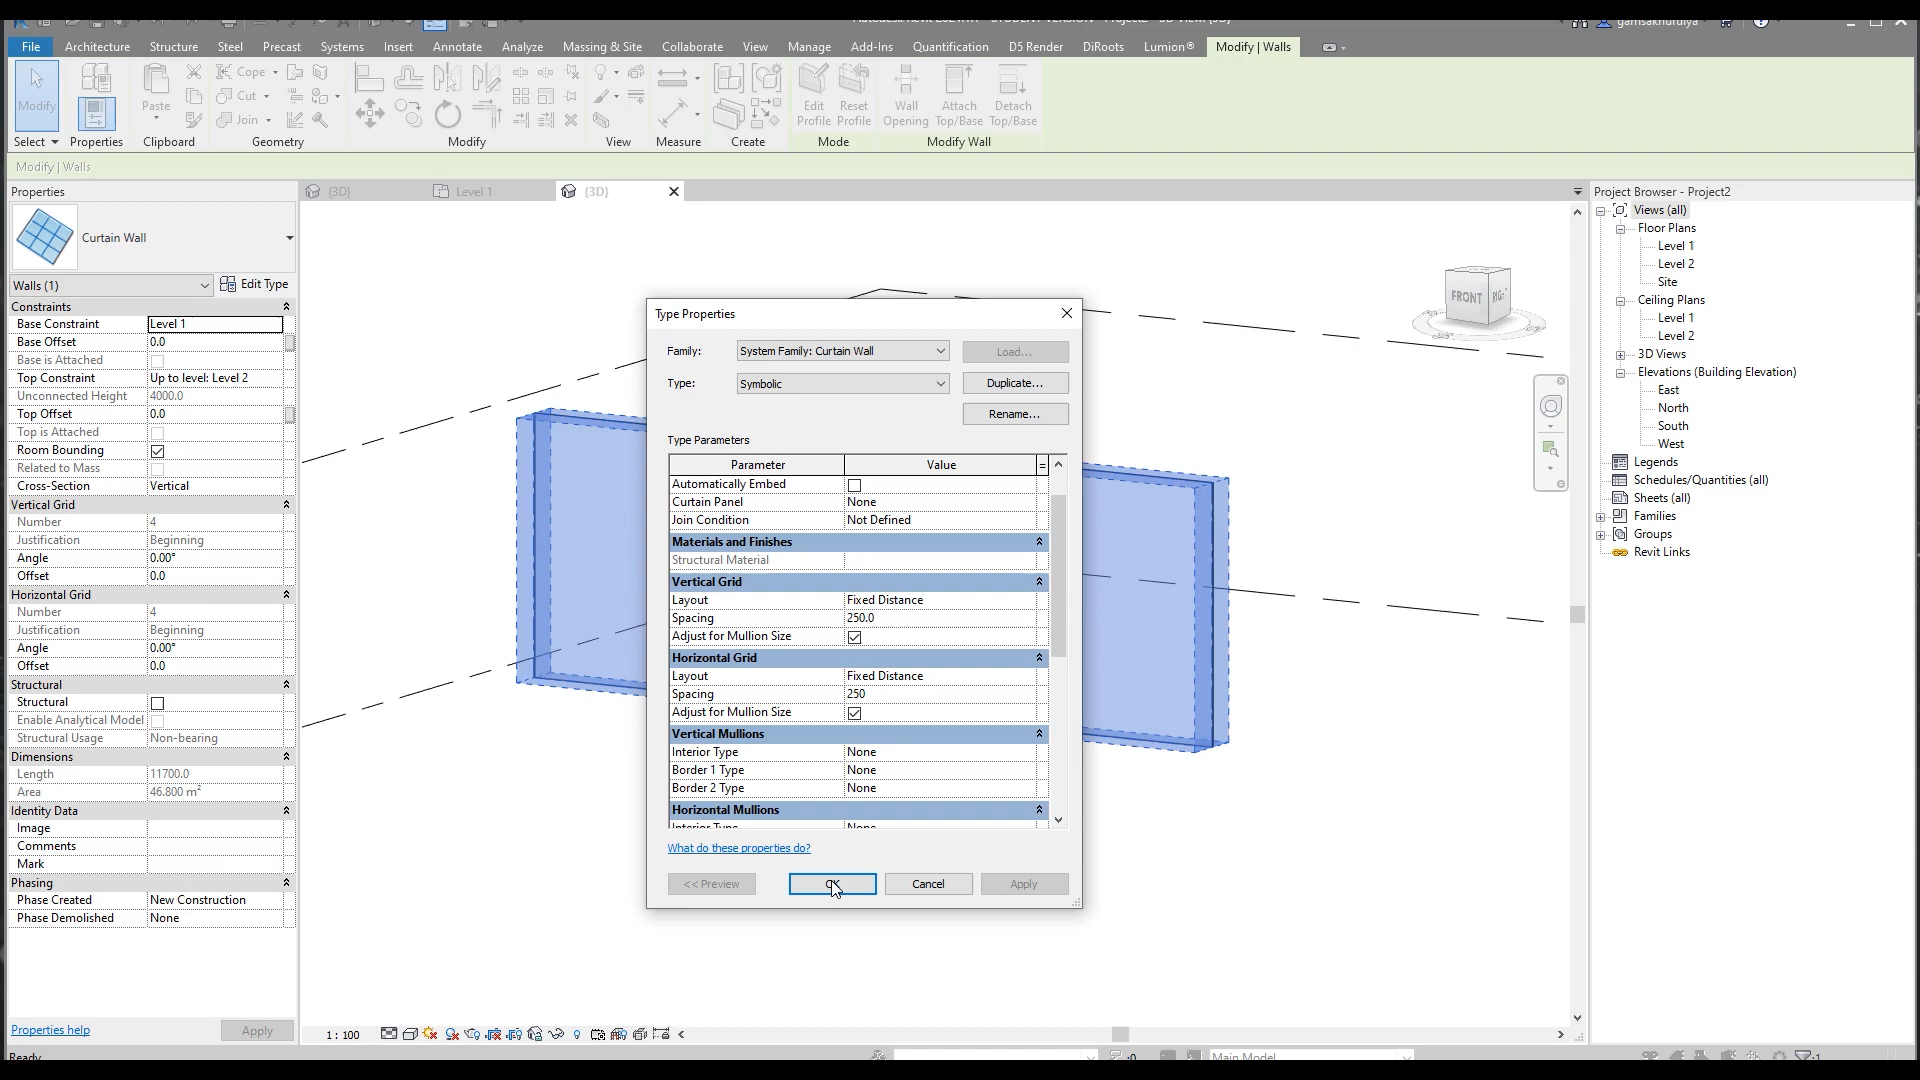 gamsakhurdiya
File Architecture Structure Steel Precast Systems Insert Annotate Analyze Massing & Site Collaborate View Manage Add-Ins Quantification D5 Render DiRoots Lumion® Modify | Walls
Modify
Paste
Cope
Cut
Join
Edit Profile
Reset Profile
Wall Opening
Attach Top/Base
Detach Top/Base
Select Properties Clipboard Geometry Modify View Measure Create Mode Modify Wall
Modify | Walls
Properties
{3D} Level 1 {3D}
Curtain Wall
Walls (1) Edit Type
Constraints
Base Constraint Level 1
Base Offset 0.0
Base is Attached
Top Constraint Up to level: Level 2
Unconnected Height 4000.0
Top Offset 0.0
Top is Attached
Room Bounding
Related to Mass
Cross-Section Vertical
Vertical Grid
Number 4
Justification Beginning
Angle 0.00°
Offset 0.0
Horizontal Grid
Number 4
Justification Beginning
Angle 0.00°
Offset 0.0
Structural
Structural
Enable Analytical Model
Structural Usage Non-bearing
Dimensions
Length 11700.0
Area 46.800 m²
Identity Data
Image
Comments
Mark
Phasing
Phase Created New Construction
Phase Demolished None
Properties help Apply
Ready
Type Properties
Family: System Family: Curtain Wall Load...
Type: Symbolic Duplicate...
Rename...
Type Parameters
Parameter Value =
Automatically Embed
Curtain Panel None
Join Condition Not Defined
Materials and Finishes
Structural Material
Vertical Grid
Layout Fixed Distance
Spacing 250.0
Adjust for Mullion Size
Horizontal Grid
Layout Fixed Distance
Spacing 250
Adjust for Mullion Size
Vertical Mullions
Interior Type None
Border 1 Type None
Border 2 Type None
Horizontal Mullions
Interior Type None
What do these properties do?
<< Preview OK Cancel Apply
FRONT RIGHT
1 : 100
:0 Main Model :1
Project Browser - Project2
Views (all)
Floor Plans
Level 1
Level 2
Site
Ceiling Plans
Level 1
Level 2
3D Views
Elevations (Building Elevation)
East
North
South
West
Legends
Schedules/Quantities (all)
Sheets (all)
Families
Groups
Revit Links